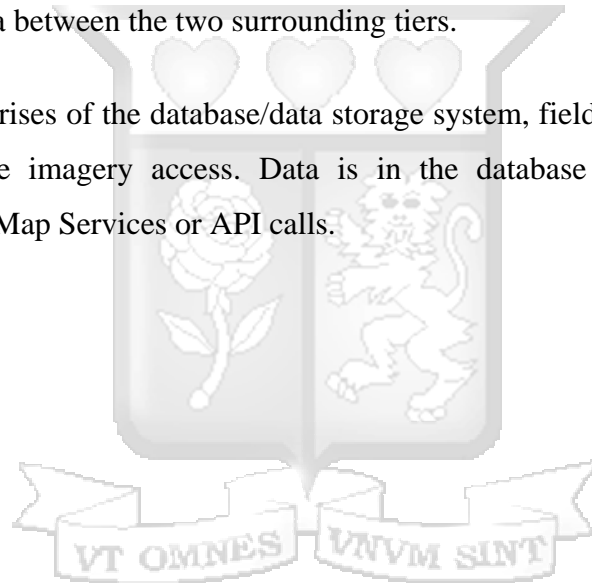 a between the two surrounding tiers.
rises of the database/data storage system, field
e imagery access. Data is in the database
Map Services or API calls.
VT OMNES VNVM SINT